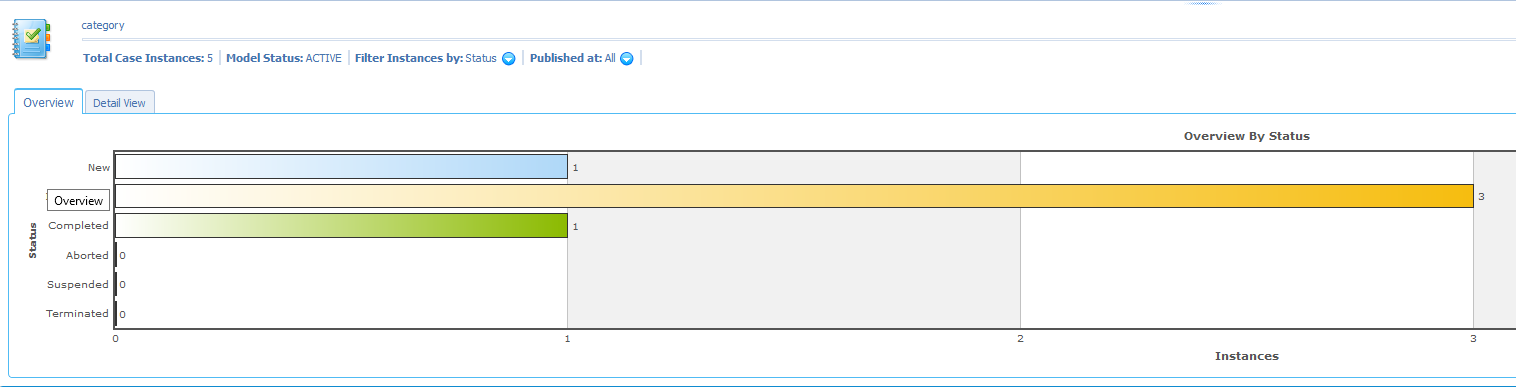 category
Total Case Instances: 5 Model Status: ACTIVE Filter Instances by: Status Published at: All
Overview Detail View
Overview By Status
New 1
Overview 3
Completed 1
Aborted 0
Suspended 0
Terminated 0
Status
0 1 2 3
Instances